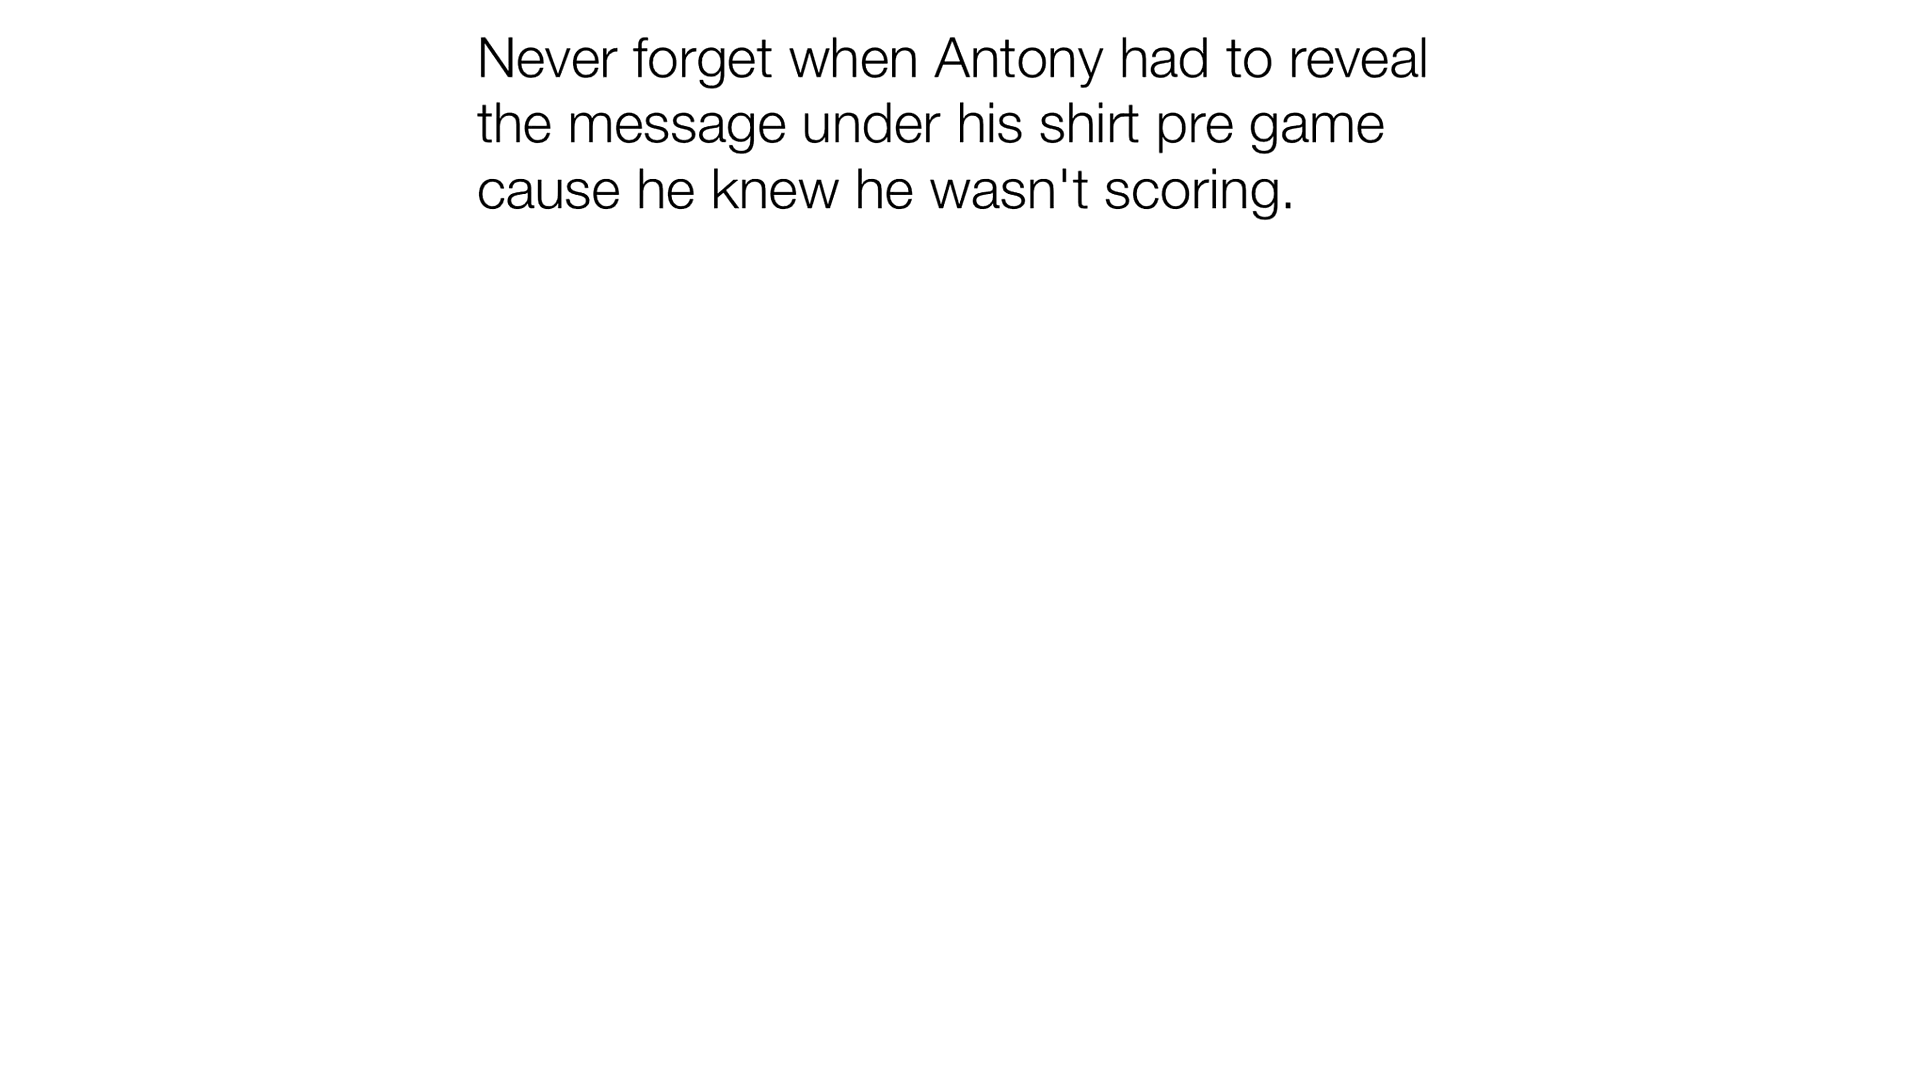 Never forget when Antony had to reveal
the message under his shirt pre game
cause he knew he wasn't scoring.